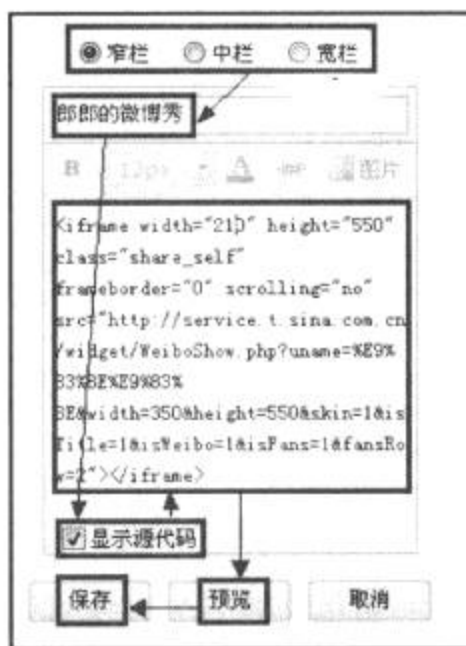 窄栏 中栏 宽栏
郎郎的微博秀
B 12px A 图片
<iframe width="210" height="550"
class="share_self"
frameborder="0" scrolling="no"
src="http://service.t.sina.com.cn
/widget/WeiboShow.php?uname=%E9%
83%8E%E9%83%
8E&width=350&height=550&skin=1&is
Title=1&isWeibo=1&isFans=1&fansRo
w=2"></iframe>
显示源代码
保存 预览 取消